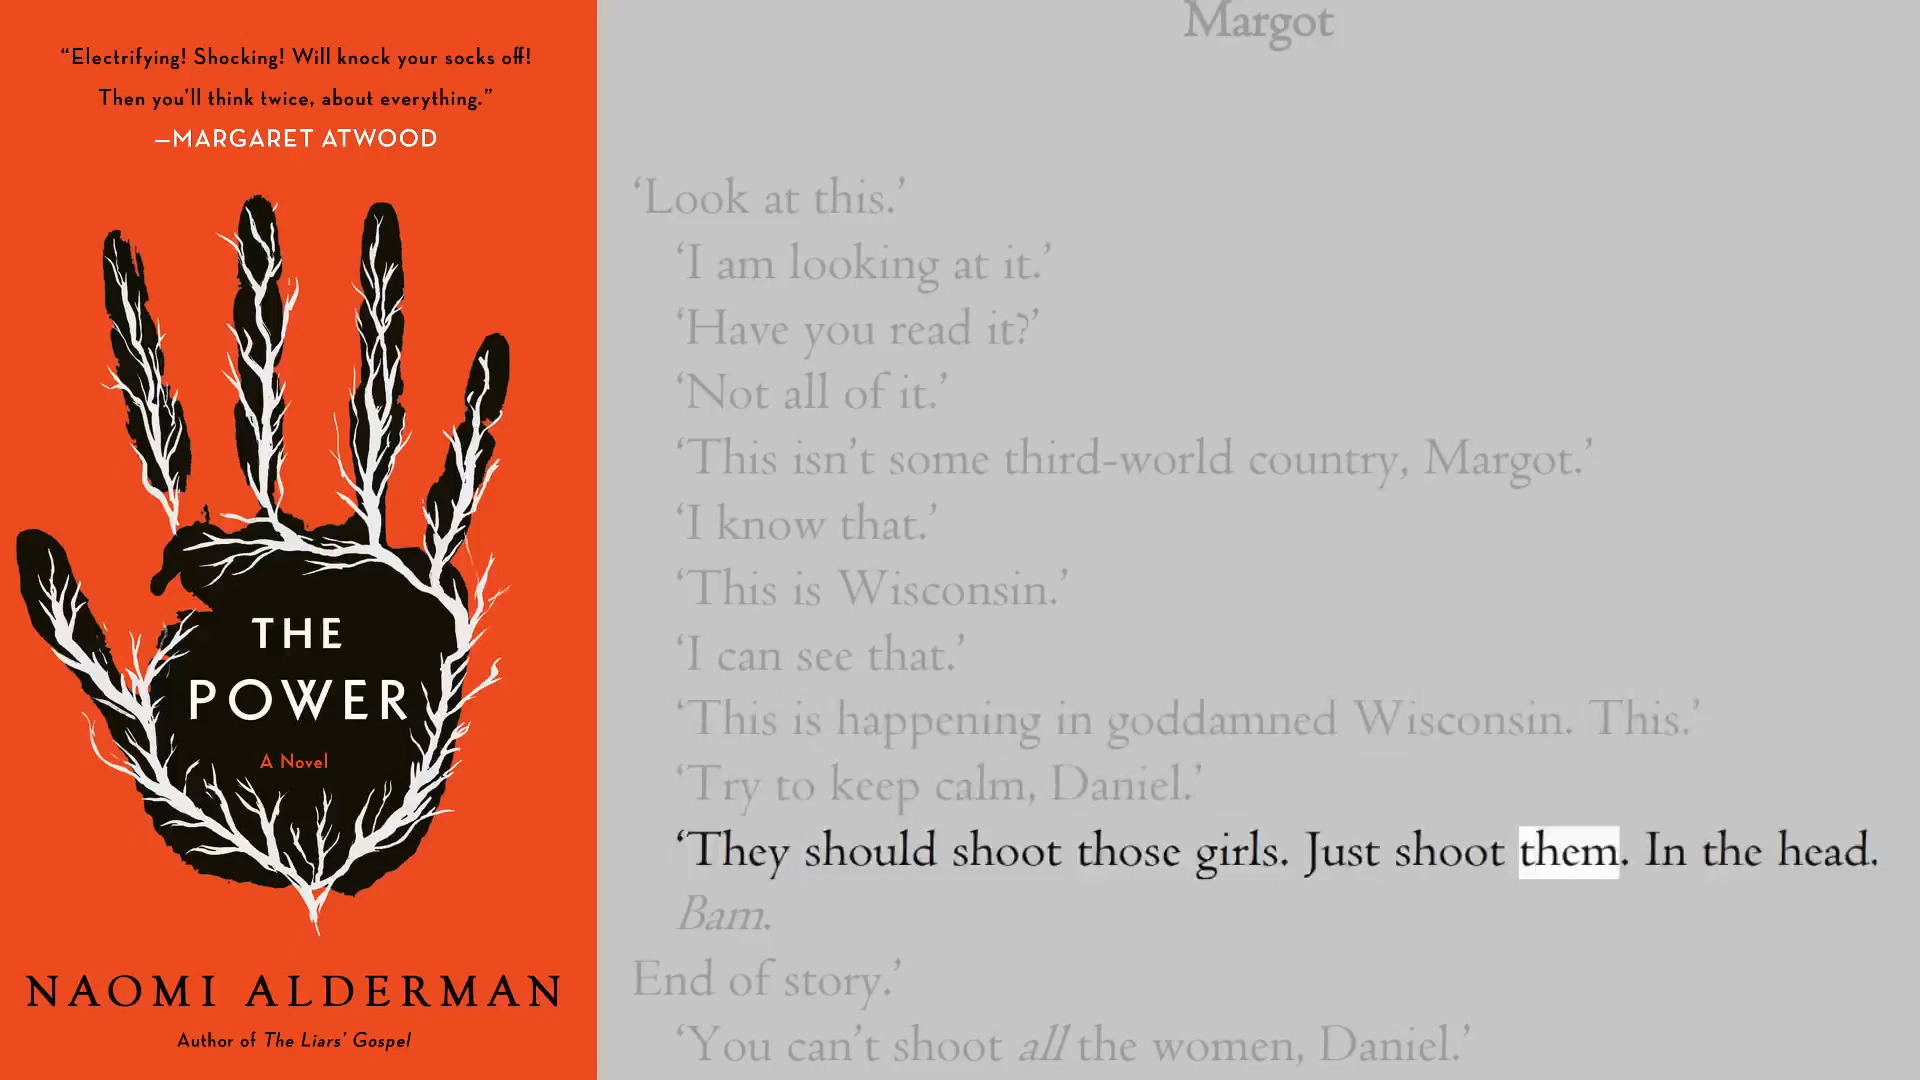 “Electrifying! Shocking! Will knock your socks off!
Then you’ll think twice, about everything.”
—MARGARET ATWOOD
THE
POWER
A Novel
NAOMI ALDERMAN
Author of The Liars’ Gospel
Margot
‘Look at this.’
‘I am looking at it.’
‘Have you read it?’
‘Not all of it.’
‘This isn’t some third-world country, Margot.’
‘I know that.’
‘This is Wisconsin.’
‘I can see that.’
‘This is happening in goddamned Wisconsin. This.’
‘Try to keep calm, Daniel.’
‘They should shoot those girls. Just shoot them. In the head.
Bam.
End of story.’
‘You can’t shoot all the women, Daniel.’